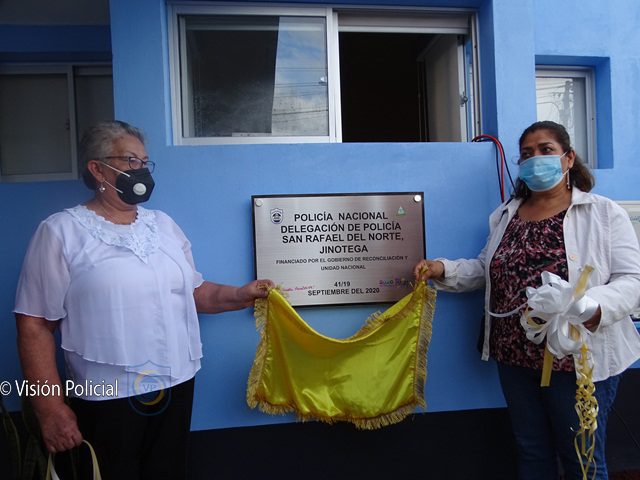 POLICÍA NACIONAL
DELEGACIÓN DE POLICÍA
SAN RAFAEL DEL NORTE,
JINOTEGA
FINANCIADO POR EL GOBIERNO DE RECONCILIACIÓN Y
UNIDAD NACIONAL
41/19
SEPTIEMBRE DEL 2020
© Visión Policial